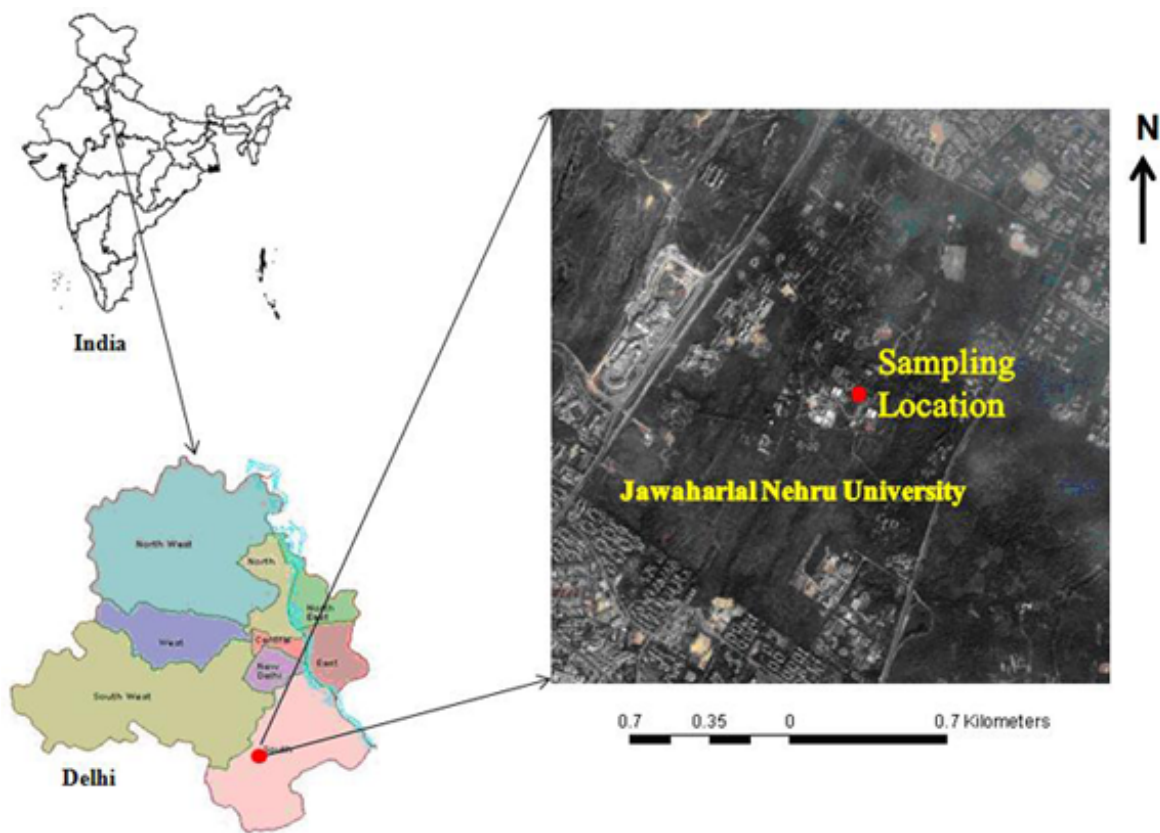 India
N
Sampling
Location
Jawaharlal Nehru University
North West
North
North
East
West
Central
East
New
Delhi
South West
South
Delhi
0.7 0.35 0 0.7 Kilometers